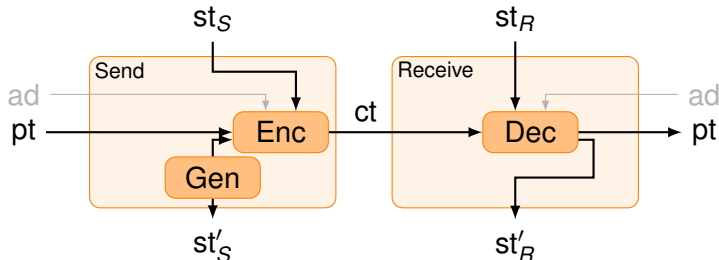 st_S st_R
Send Receive
ad ad
pt Enc ct Dec pt
Gen
st'_S st'_R